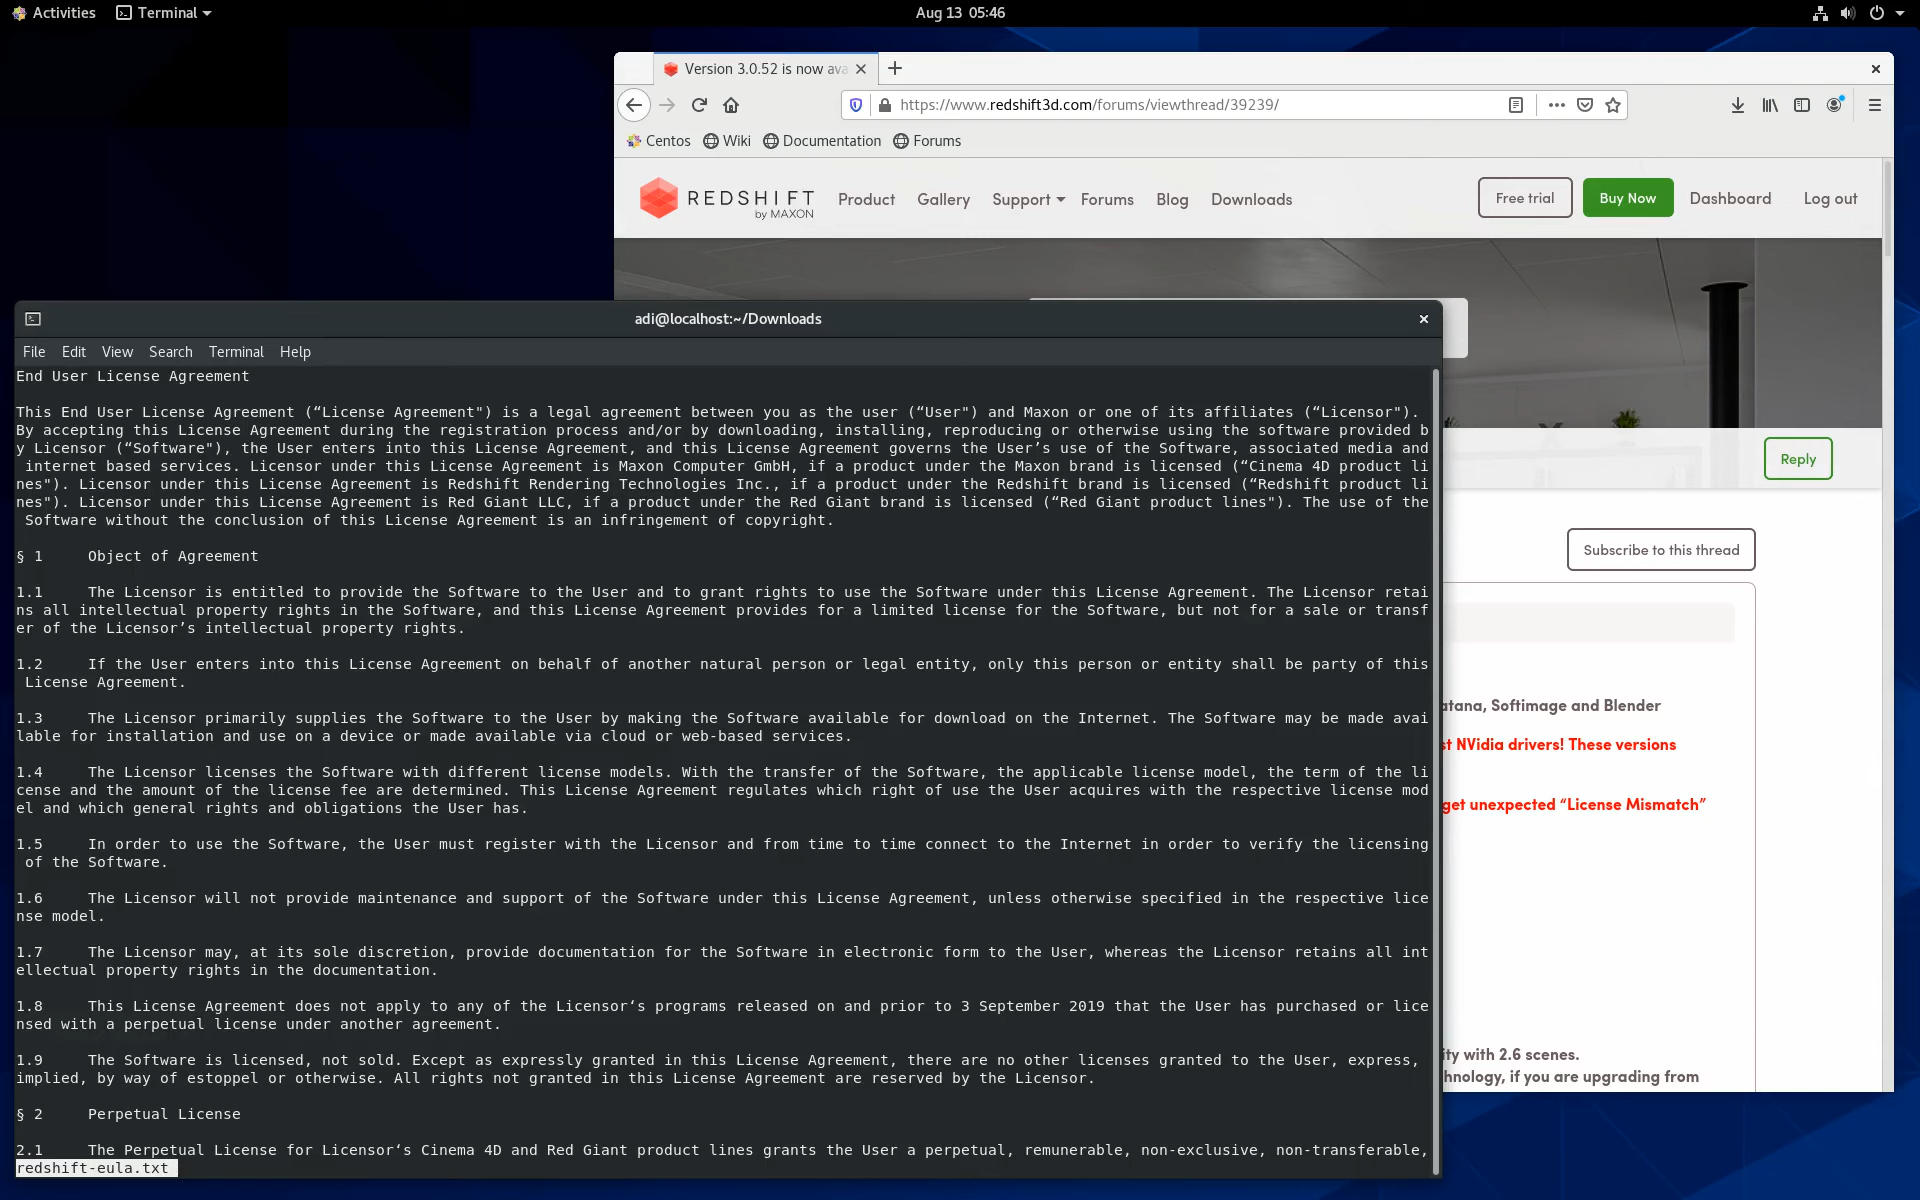 Activities
Terminal
Aug 13 05:46
Version 3.0.52 is now ava
https://www.redshift3d.com/forums/viewthread/39239/
Centos
Wiki
Documentation
Forums
REDSHIFT
by MAXON
Product
Gallery
Support
Forums
Blog
Downloads
Free trial
Buy Now
Dashboard
Log out
Reply
Subscribe to this thread
atana, Softimage and Blender
st NVidia drivers! These versions
get unexpected “License Mismatch”
ity with 2.6 scenes.
hnology, if you are upgrading from
adi@localhost:~/Downloads
File Edit View Search Terminal Help
End User License Agreement
This End User License Agreement (“License Agreement") is a legal agreement between you as the user (“User") and Maxon or one of its affiliates (“Licensor").
By accepting this License Agreement during the registration process and/or by downloading, installing, reproducing or otherwise using the software provided b
y Licensor (“Software"), the User enters into this License Agreement, and this License Agreement governs the User’s use of the Software, associated media and
internet based services. Licensor under this License Agreement is Maxon Computer GmbH, if a product under the Maxon brand is licensed (“Cinema 4D product li
nes"). Licensor under this License Agreement is Redshift Rendering Technologies Inc., if a product under the Redshift brand is licensed (“Redshift product li
nes"). Licensor under this License Agreement is Red Giant LLC, if a product under the Red Giant brand is licensed (“Red Giant product lines"). The use of the
Software without the conclusion of this License Agreement is an infringement of copyright.
§ 1 Object of Agreement
1.1 The Licensor is entitled to provide the Software to the User and to grant rights to use the Software under this License Agreement. The Licensor retai
ns all intellectual property rights in the Software, and this License Agreement provides for a limited license for the Software, but not for a sale or transf
er of the Licensor’s intellectual property rights.
1.2 If the User enters into this License Agreement on behalf of another natural person or legal entity, only this person or entity shall be party of this
License Agreement.
1.3 The Licensor primarily supplies the Software to the User by making the Software available for download on the Internet. The Software may be made avai
lable for installation and use on a device or made available via cloud or web-based services.
1.4 The Licensor licenses the Software with different license models. With the transfer of the Software, the applicable license model, the term of the li
cense and the amount of the license fee are determined. This License Agreement regulates which right of use the User acquires with the respective license mod
el and which general rights and obligations the User has.
1.5 In order to use the Software, the User must register with the Licensor and from time to time connect to the Internet in order to verify the licensing
of the Software.
1.6 The Licensor will not provide maintenance and support of the Software under this License Agreement, unless otherwise specified in the respective lice
nse model.
1.7 The Licensor may, at its sole discretion, provide documentation for the Software in electronic form to the User, whereas the Licensor retains all int
ellectual property rights in the documentation.
1.8 This License Agreement does not apply to any of the Licensor‘s programs released on and prior to 3 September 2019 that the User has purchased or lice
nsed with a perpetual license under another agreement.
1.9 The Software is licensed, not sold. Except as expressly granted in this License Agreement, there are no other licenses granted to the User, express,
implied, by way of estoppel or otherwise. All rights not granted in this License Agreement are reserved by the Licensor.
§ 2 Perpetual License
2.1 The Perpetual License for Licensor‘s Cinema 4D and Red Giant product lines grants the User a perpetual, remunerable, non-exclusive, non-transferable,
redshift-eula.txt